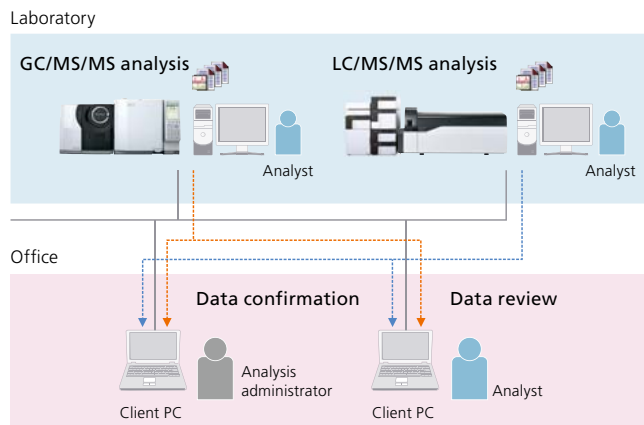 Laboratory
GC/MS/MS analysis
LC/MS/MS analysis
Analyst
Analyst
Office
Data confirmation
Data review
Analysis
administrator
Analyst
Client PC
Client PC